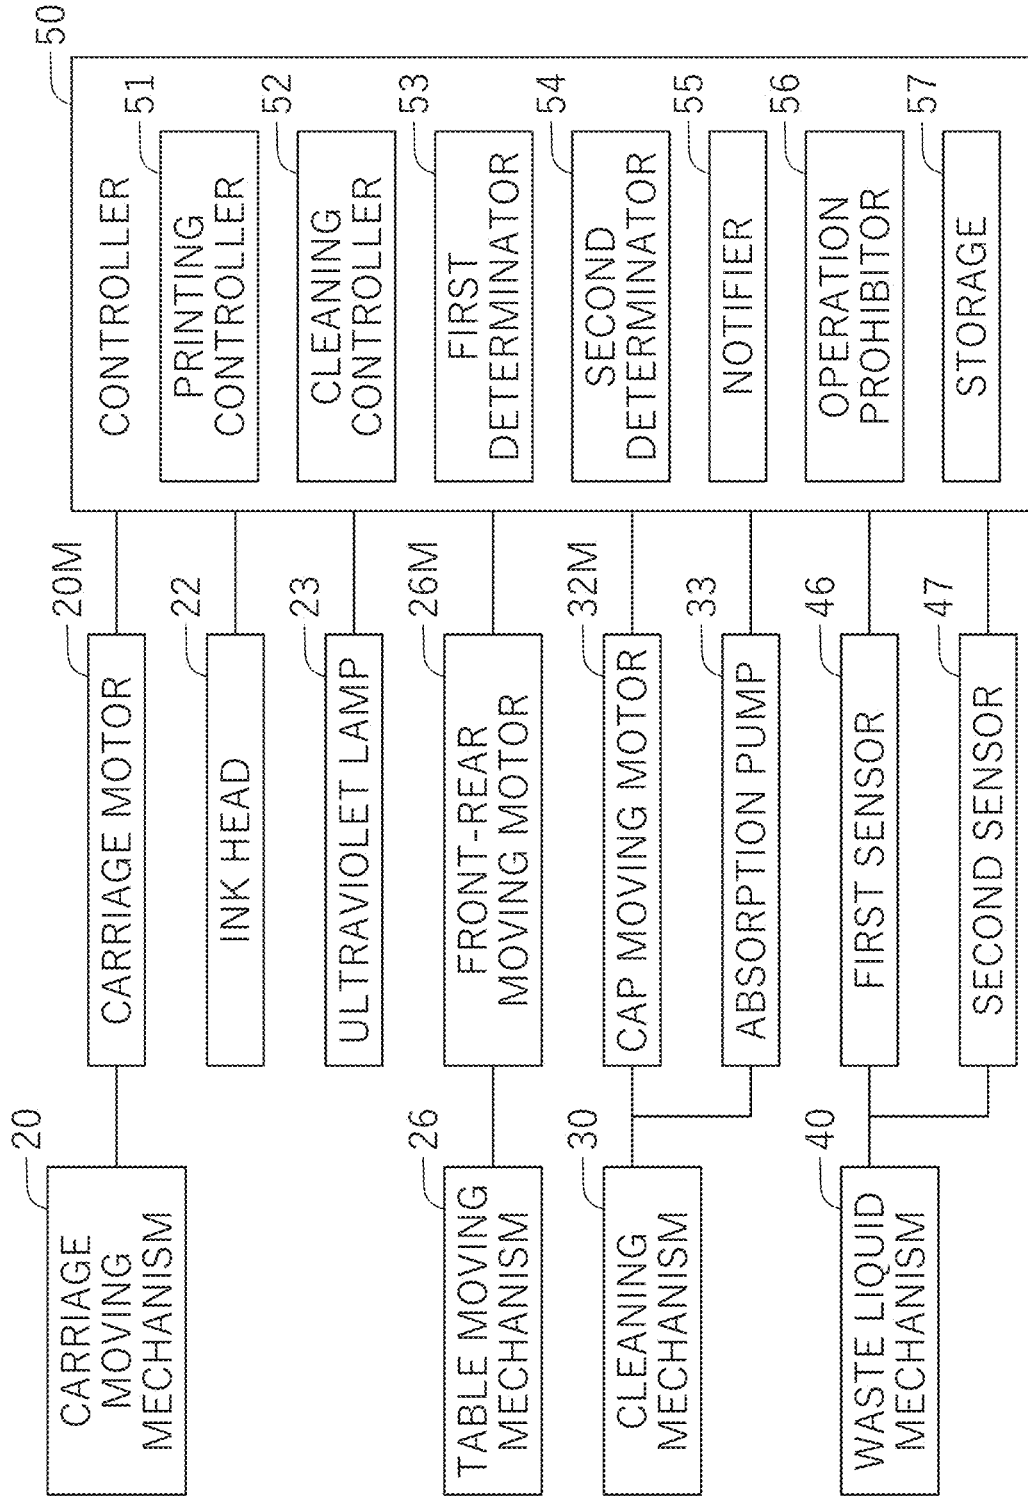 50
CONTROLLER
51
PRINTING
CONTROLLER
52
CLEANING
CONTROLLER
53
FIRST
DETERMINATOR
54
SECOND
DETERMINATOR
55
NOTIFIER
56
OPERATION
PROHIBITOR
57
STORAGE
20M
CARRIAGE MOTOR
22
INK HEAD
23
ULTRAVIOLET LAMP
26M
FRONT-REAR
MOVING MOTOR
32M
CAP MOVING MOTOR
33
ABSORPTION PUMP
46
FIRST SENSOR
47
SECOND SENSOR
20
CARRIAGE
MOVING
MECHANISM
26
TABLE MOVING
MECHANISM
30
CLEANING
MECHANISM
40
WASTE LIQUID
MECHANISM